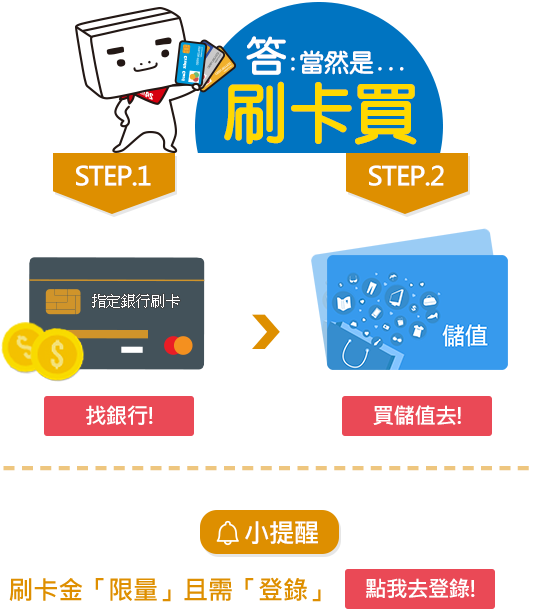 答:當然是...
刷卡買
STEP.1
STEP.2
指定銀行刷卡
儲值
找銀行!
買儲值去!
小提醒
刷卡金「限量」且需「登錄」
點我去登錄!